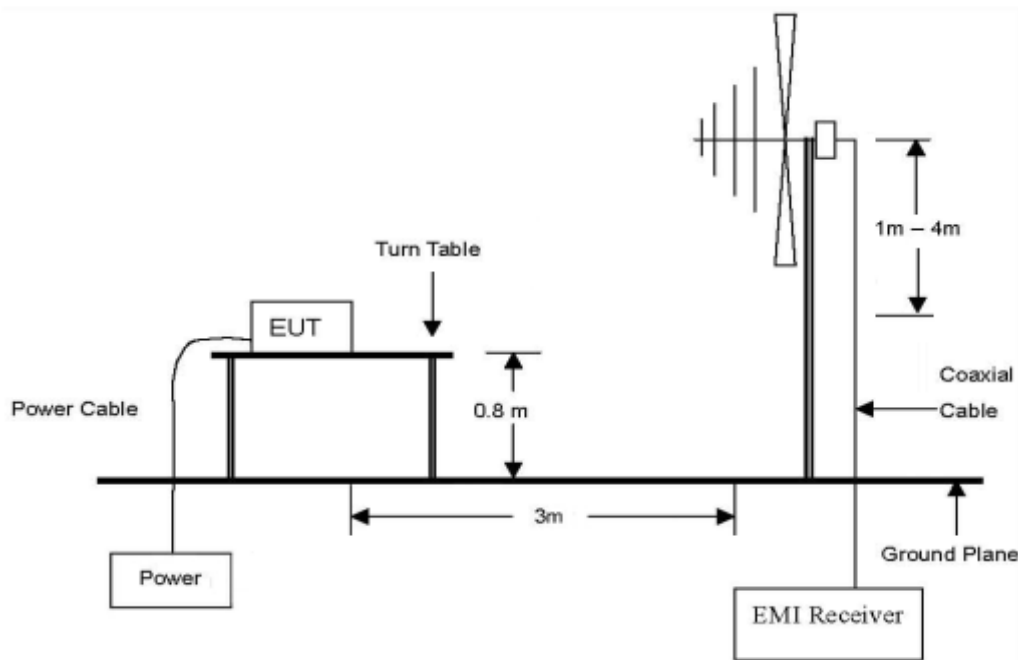 1m – 4m
Turn Table
EUT
Power Cable
0.8 m
Coaxial
Cable
3m
Ground Plane
Power
EMI Receiver